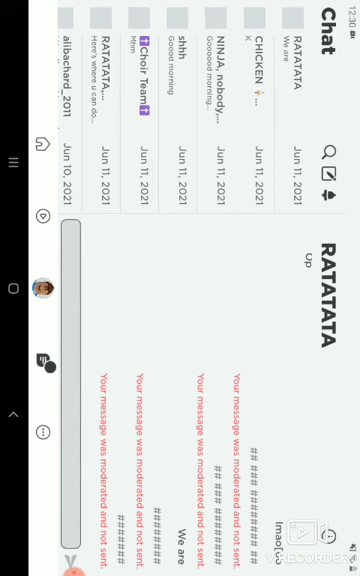 12:30
Chat
RATATATA
We are
Jun 11, 2021
CHICKEN
K
Jun 11, 2021
NINJA, nobody,...
Goooood morning...
Jun 11, 2021
shhh
Goood morning
Jun 11, 2021
✝️Choir Team✝️
Mhm
Jun 11, 2021
RATATATA,...
Here's where u can do...
Jun 11, 2021
alibachard_2011
Jun 10, 2021
RATATATA
Up
## ### ######### ##
Your message was moderated and not sent.
## ### #########
Your message was moderated and not sent.
We are
########
Your message was moderated and not sent.
#######
Your message was moderated and not sent.
RECORDER